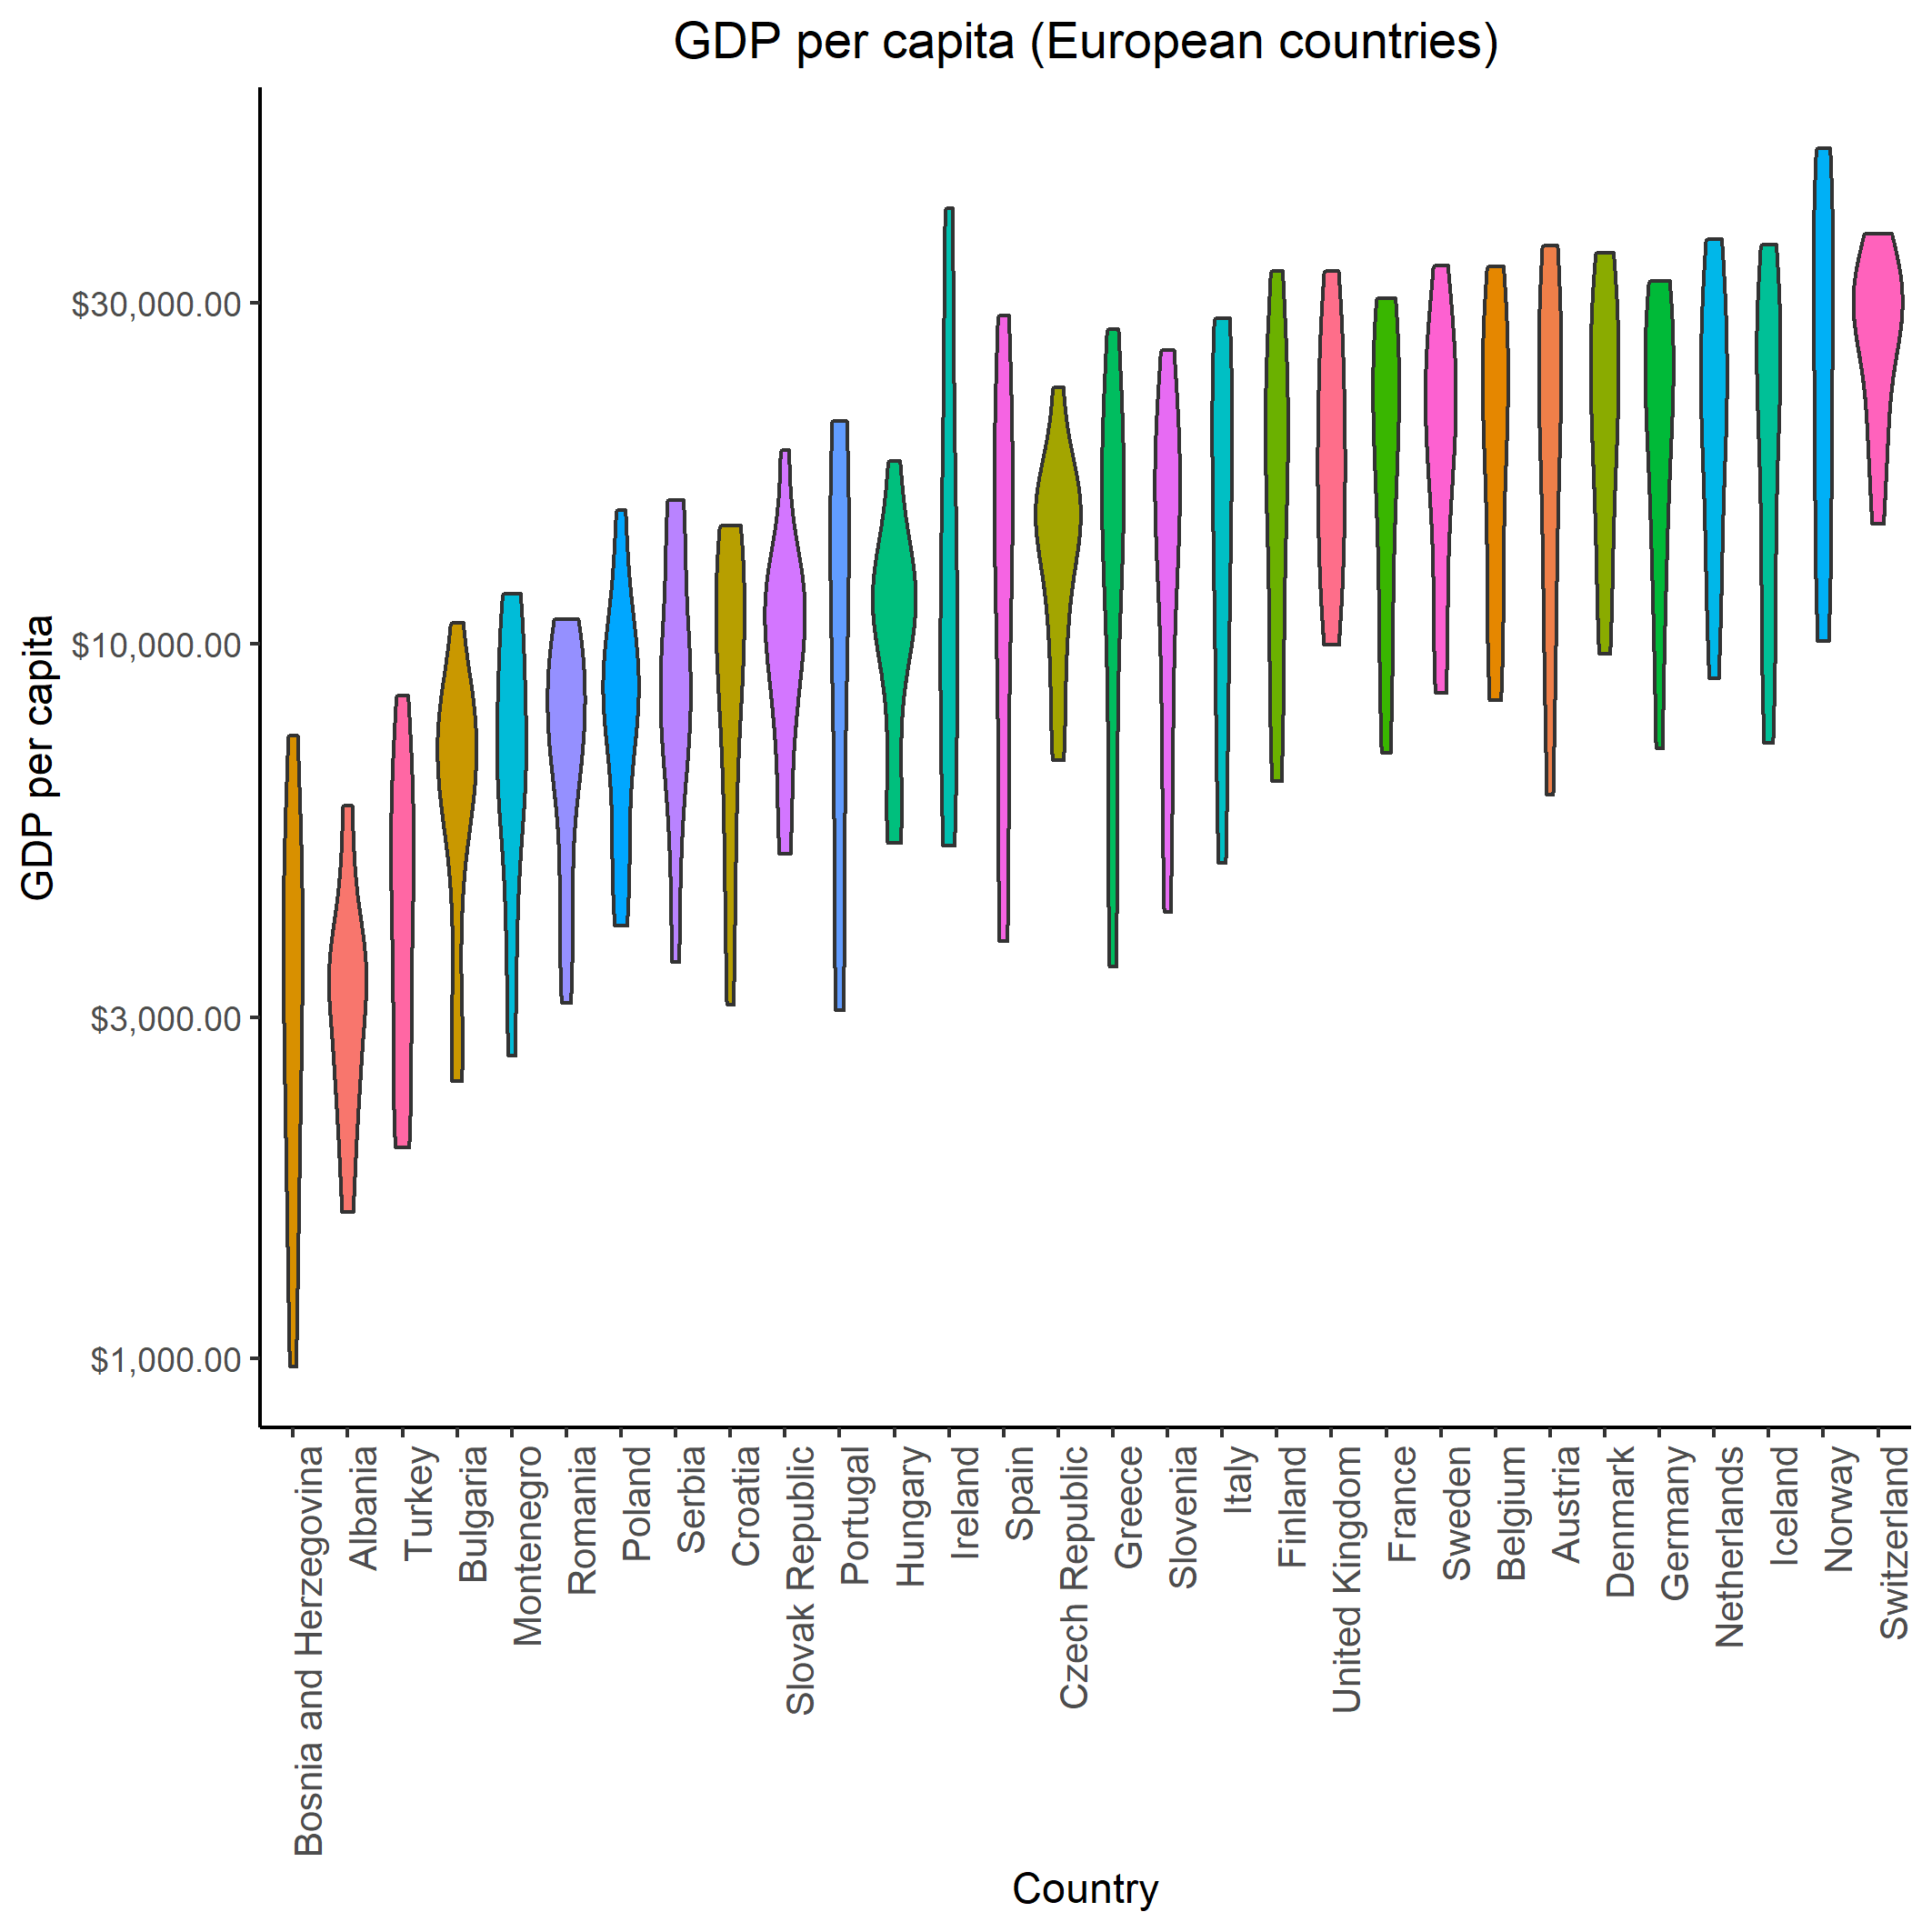 GDP per capita (European countries)
GDP per capita
$30,000.00
$10,000.00
$3,000.00
$1,000.00
Bosnia and Herzegovina
Albania
Turkey
Bulgaria
Montenegro
Romania
Poland
Serbia
Croatia
Slovak Republic
Portugal
Hungary
Ireland
Spain
Czech Republic
Greece
Slovenia
Italy
Finland
United Kingdom
France
Sweden
Belgium
Austria
Denmark
Germany
Netherlands
Iceland
Norway
Switzerland
Country